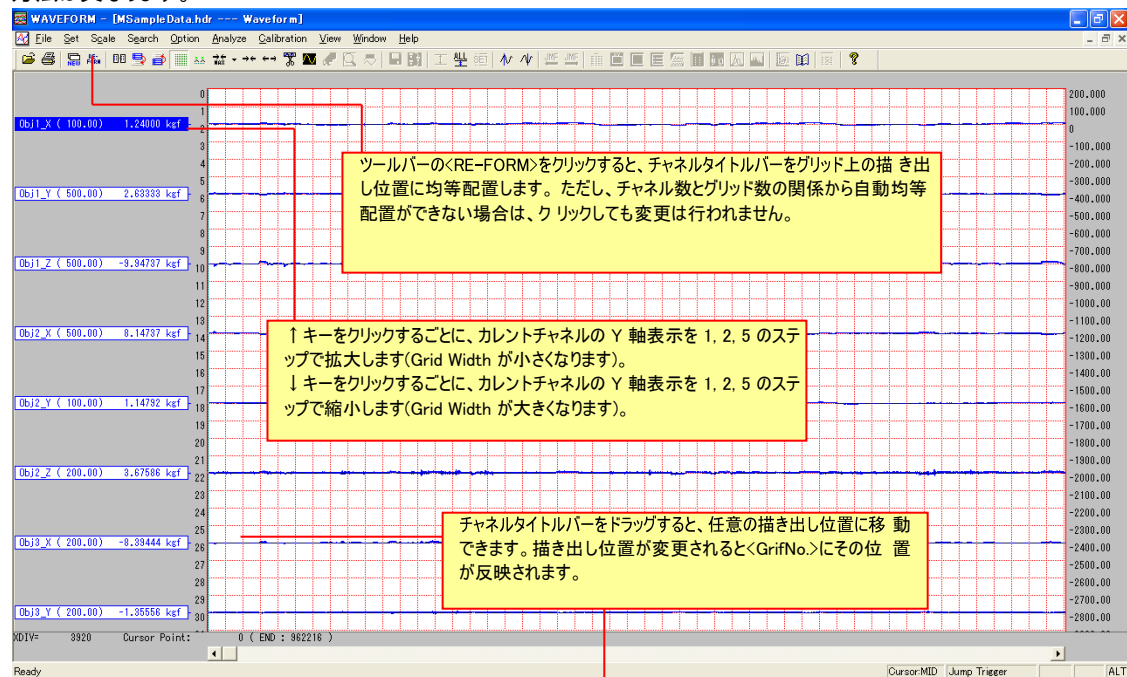 WAVEFORM - [MSampleData.hdr --- Waveform]
File Set Scale Search Option Analyze Calibration View Window Help
0
1
2
3
4
5
6
7
8
9
10
11
12
13
14
15
16
17
18
19
20
21
22
23
24
25
26
27
28
29
30
Obj1_X ( 100.00) 1.24000 kgf
Obj1_Y ( 500.00) 2.63333 kgf
Obj1_Z ( 500.00) -9.94737 kgf
Obj2_X ( 500.00) 8.14737 kgf
Obj2_Y ( 100.00) 1.14792 kgf
Obj2_Z ( 200.00) 3.67586 kgf
Obj3_X ( 200.00) -8.39444 kgf
Obj3_Y ( 200.00) -1.35556 kgf
ツールバーの<RE-FORM>をクリックすると、チャネルタイトルバーをグリッド上の描 き出
し位置に均等配置します。ただし、チャネル数とグリッド数の関係から自動均等
配置ができない場合は、ク リックしても変更は行われません。
↑キーをクリックするごとに、カレントチャネルの Y 軸表示を 1, 2, 5 のステ
ップで拡大します(Grid Width が小さくなります)。
↓キーをクリックするごとに、カレントチャネルの Y 軸表示を 1, 2, 5 のステ
ップで縮小します(Grid Width が大きくなります)。
チャネルタイトルバーをドラッグすると、任意の描き出し位置に移 動
できます。描き出し位置が変更されると<GrifNo.>にその位 置
が反映されます。
200.000
100.000
0
-100.000
-200.000
-300.000
-400.000
-500.000
-600.000
-700.000
-800.000
-900.000
-1000.00
-1100.00
-1200.00
-1300.00
-1400.00
-1500.00
-1600.00
-1700.00
-1800.00
-1900.00
-2000.00
-2100.00
-2200.00
-2300.00
-2400.00
-2500.00
-2600.00
-2700.00
-2800.00
XDIV= 3920 Cursor Point: 0 ( END : 962216 )
Ready Cursor:MID Jump Trigger ALT